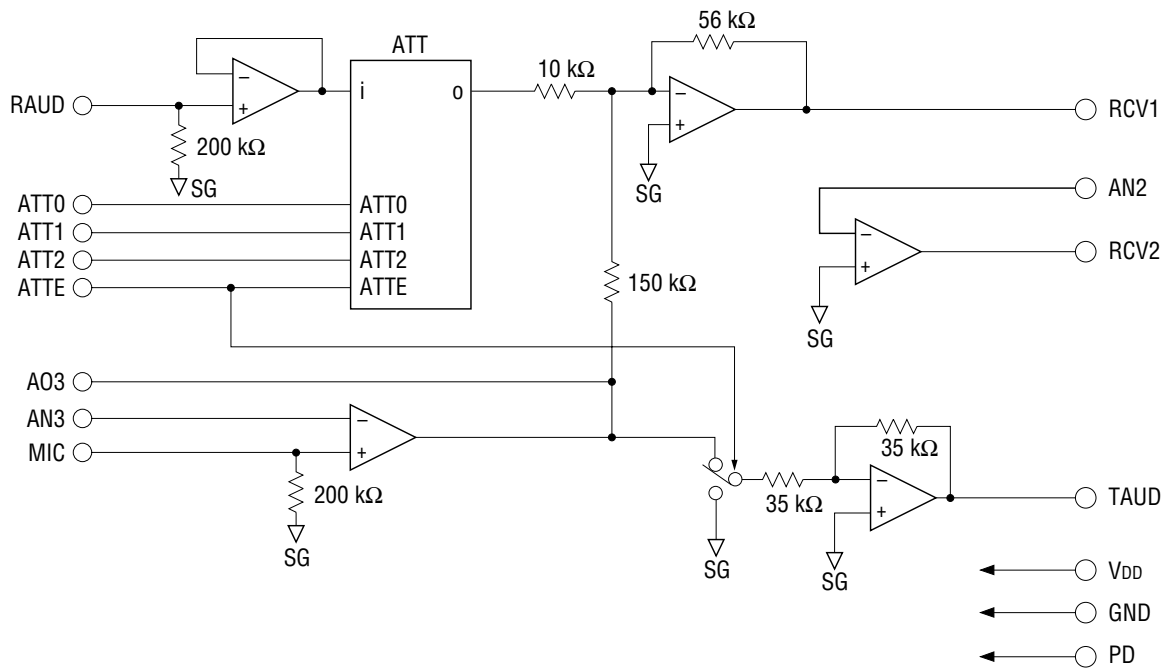 56 kΩ
ATT
10 kΩ
i
o
RAUD
−
+
−
+
RCV1
200 kΩ
SG
SG
AN2
ATT0
ATT0
ATT1
ATT1
−
+
RCV2
ATT2
ATT2
ATTE
ATTE
150 kΩ
SG
AO3
AN3
−
MIC
+
35 kΩ
200 kΩ
35 kΩ
−
+
TAUD
SG
SG
SG
VDD
GND
PD